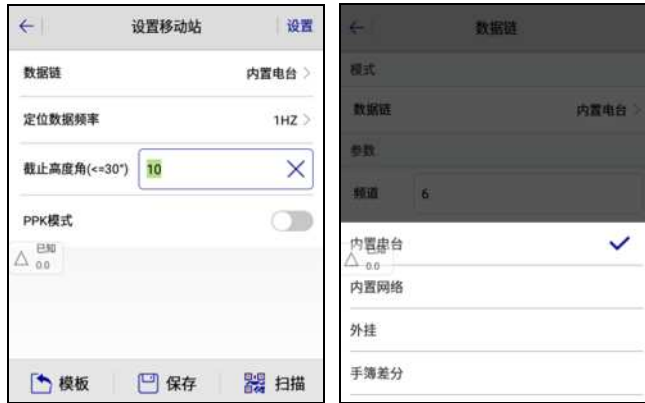 设置移动站
设置
数据链
内置电台
定位数据频率
1HZ
截止高度角(<=30°)
10
PPK模式
已知
0.0
模板
保存
扫描
数据链
模式
数据链
内置电台
参数
频道
6
内置电台
已知
0.0
内置网络
外挂
手簿差分